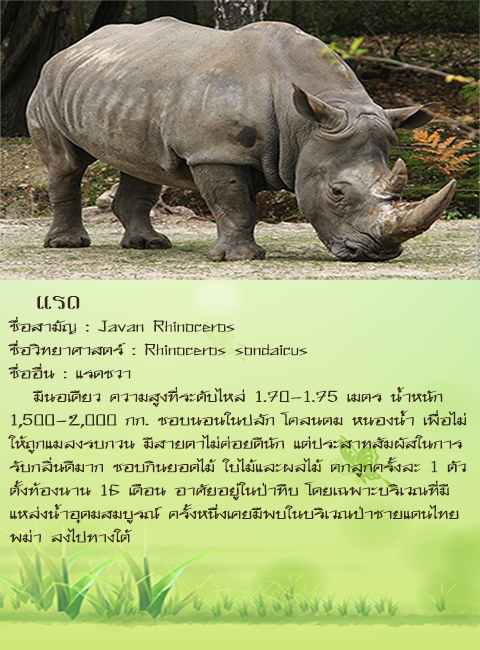 แรด
ชื่อสามัญ : Javan Rhinoceros
ชื่อวิทยาศาสตร์ : Rhinoceros sondaicus
ชื่ออื่น : แรดชวา
มีนอเดียว ความสูงที่ระดับไหล่ 1.70-1.75 เมตร น้ำหนัก
1,500-2,000 กก. ชอบนอนในปลัก โคลนตม หนองน้ำ เพื่อไม่
ให้ถูกแมลงรบกวน มีสายตาไม่ค่อยดีนัก แต่ประสาทสัมผัสในการ
รับกลิ่นดีมาก ชอบกินยอดไม้ ใบไม้และผลไม้ ตกลูกครั้งละ 1 ตัว
ตั้งท้องนาน 16 เดือน อาศัยอยู่ในป่าทึบ โดยเฉพาะบริเวณที่มี
แหล่งน้ำอุดมสมบูรณ์ ครั้งหนึ่งเคยมีพบในบริเวณป่าชายแดนไทย
พม่า ลงไปทางใต้